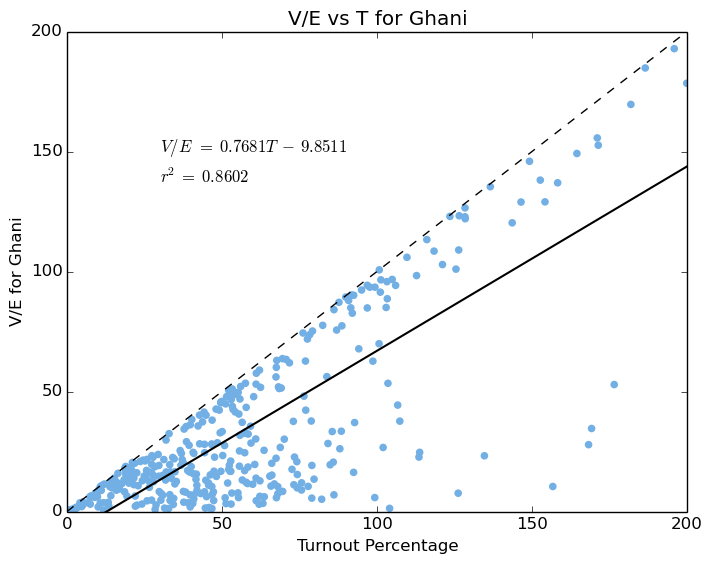 V/E vs T for Ghani
200
150
100
50
0
V/E for Ghani
V/E = 0.7681T − 9.8511
r² = 0.8602
0 50 100 150 200
Turnout Percentage